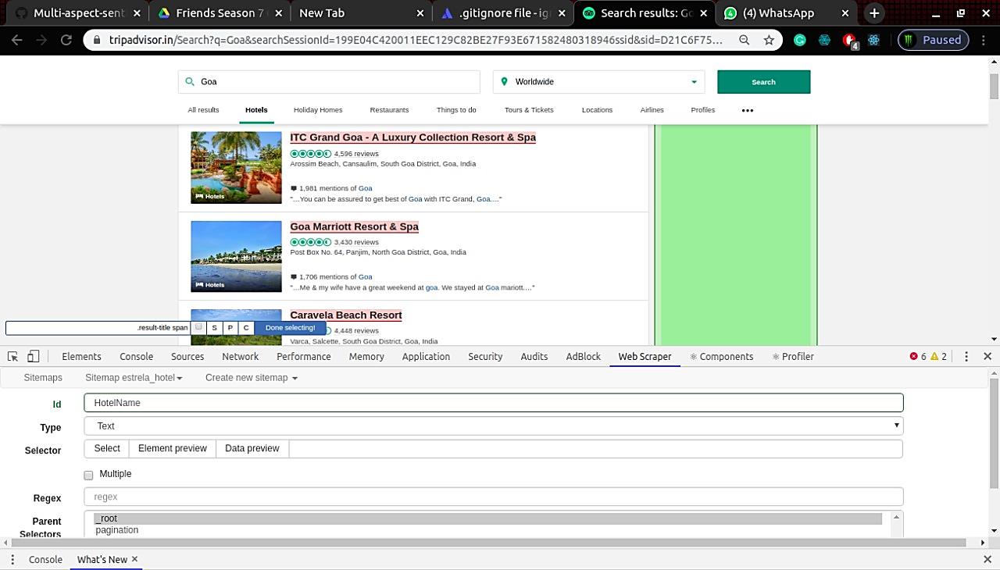 Multi-aspect-sent
Friends Season 7
New Tab
.gitignore file - ig
Search results: Go
(4) WhatsApp
tripadvisor.in/Search?q=Goa&searchSessionId=199E04C420011EEC129C82BE27F93E671582480318946ssid&sid=D21C6F75...
4
Paused
Goa
Worldwide
Search
All results
Hotels
Holiday Homes
Restaurants
Things to do
Tours & Tickets
Locations
Airlines
Profiles
ITC Grand Goa - A Luxury Collection Resort & Spa
4,596 reviews
Arossim Beach, Cansaulim, South Goa District, Goa, India
1,981 mentions of Goa
"…You can be assured to get best of Goa with ITC Grand, Goa.…"
Hotels
Goa Marriott Resort & Spa
3,430 reviews
Post Box No. 64, Panjim, North Goa District, Goa, India
1,706 mentions of Goa
"…Me & my wife have a great weekend at goa. We stayed at Goa mariott.…"
Hotels
Caravela Beach Resort
4,448 reviews
Varca, Salcette, South Goa District, Goa, India
.result-title span
S
P
C
Done selecting!
Elements
Console
Sources
Network
Performance
Memory
Application
Security
Audits
AdBlock
Web Scraper
Components
Profiler
6
2
Sitemaps
Sitemap estrela_hotel
Create new sitemap
Id
HotelName
Type
Text
Selector
Select
Element preview
Data preview
Multiple
Regex
regex
Parent
Selectors
_root
pagination
Console
What's New